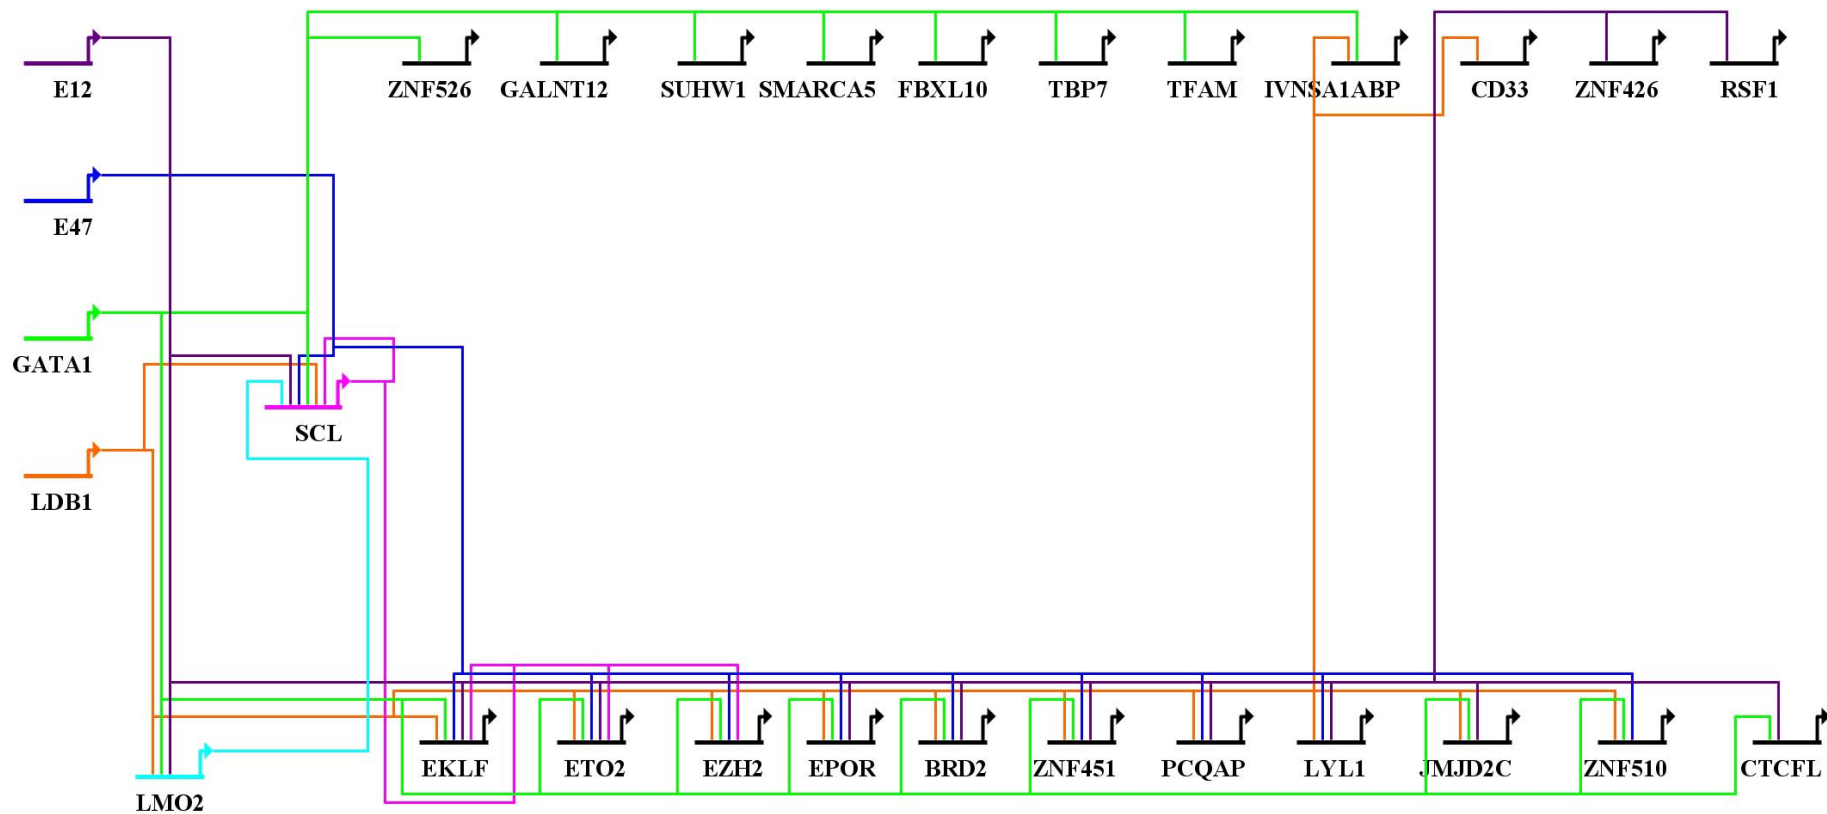 E12
ZNF526 GALNT12 SUHW1 SMARCA5 FBXL10 TBP7 TFAM IVNSA1ABP CD33 ZNF426 RSF1
E47
GATA1
SCL
LDB1
EKLF ETO2 EZH2 EPOR BRD2 ZNF451 PCQAP LYL1 JMJD2C ZNF510 CTCFL
LMO2